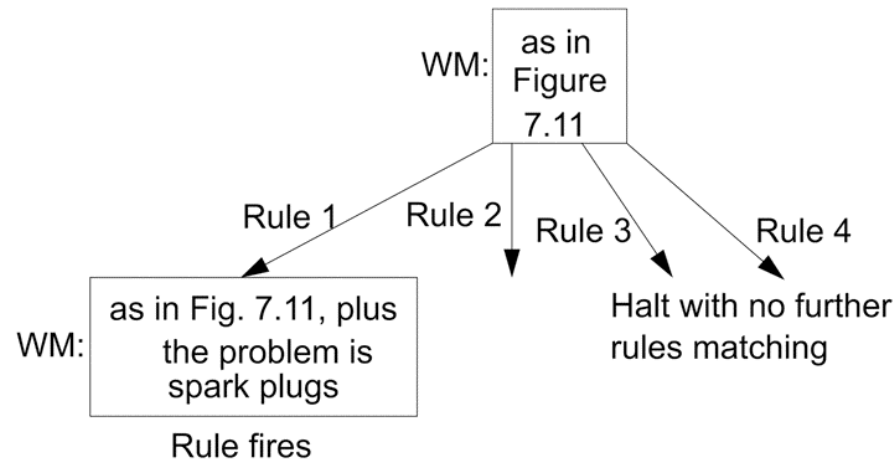 WM:
as in
Figure
7.11
Rule 1
Rule 2
Rule 3
Rule 4
WM:
as in Fig. 7.11, plus
the problem is
spark plugs
Halt with no further
rules matching
Rule fires